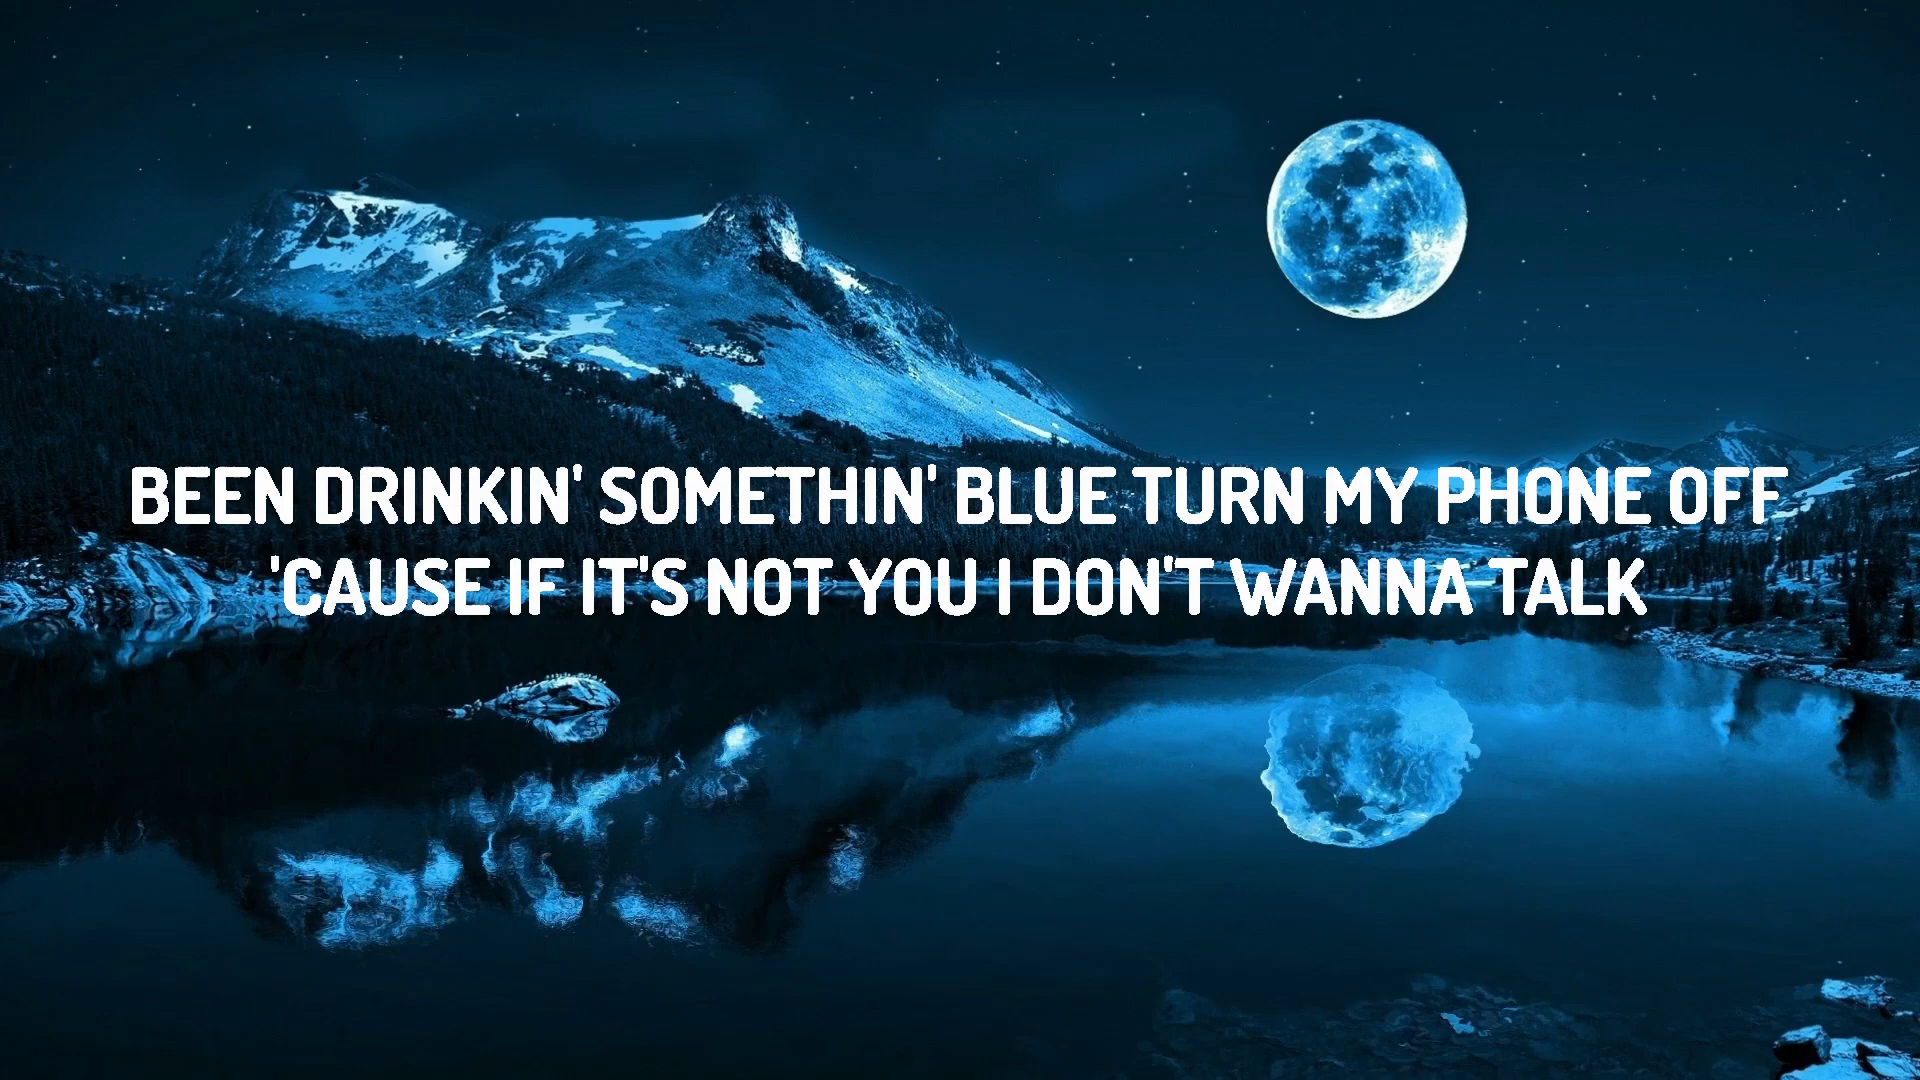 BEEN DRINKIN' SOMETHIN' BLUE TURN MY PHONE OFF
'CAUSE IF IT'S NOT YOU I DON'T WANNA TALK